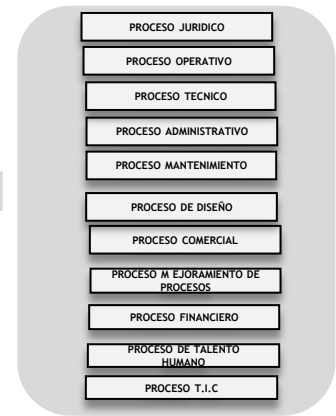 PROCESO JURIDICO
PROCESO OPERATIVO
PROCESO TECNICO
PROCESO ADMINISTRATIVO
PROCESO MANTENIMIENTO
PROCESO DE DISEÑO
PROCESO COMERCIAL
PROCESO M EJORAMIENTO DE
PROCESOS
PROCESO FINANCIERO
PROCESO DE TALENTO
HUMANO
PROCESO T.I.C